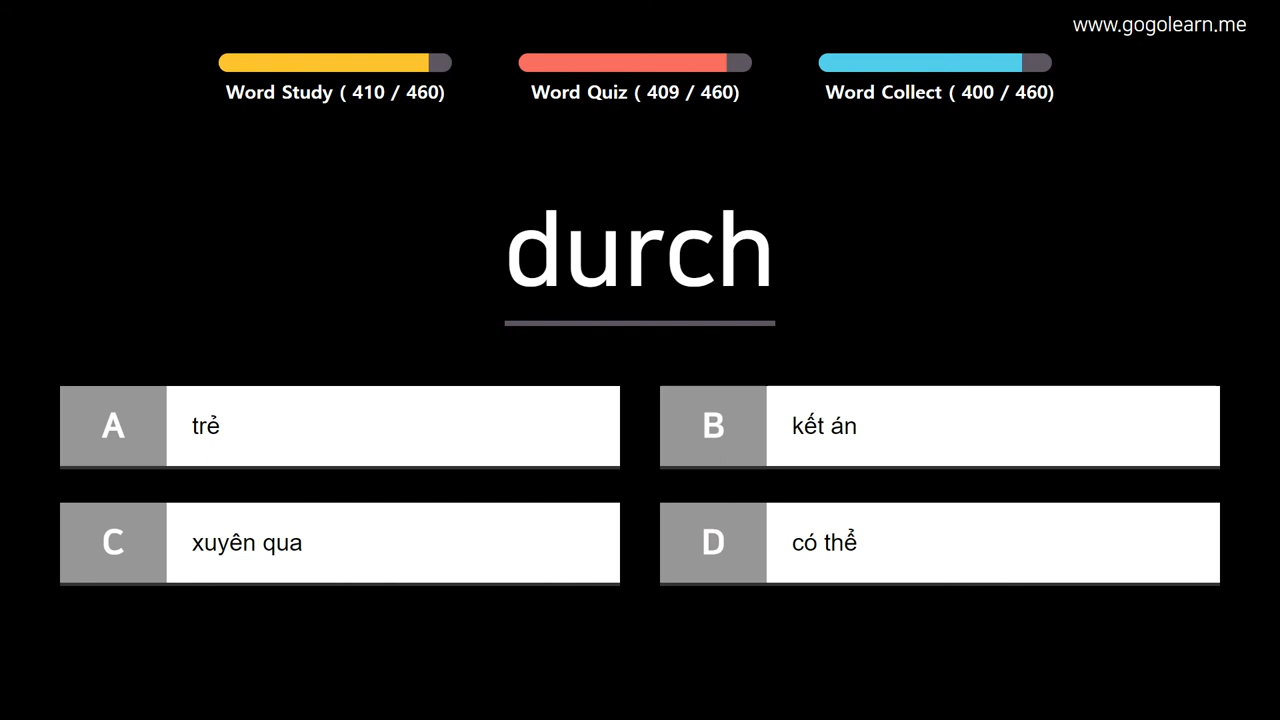 www.gogolearn.me
Word Study ( 410 / 460)
Word Quiz ( 409 / 460)
Word Collect ( 400 / 460)
durch
A trẻ
B kết án
C xuyên qua
D có thể